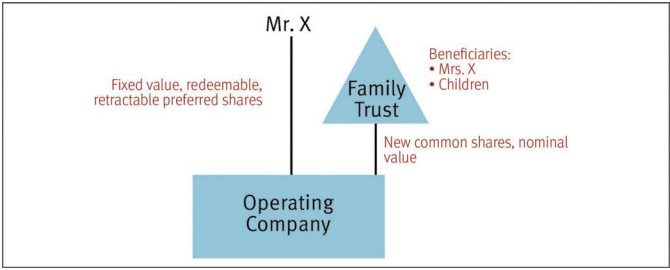 Mr. X
Fixed value, redeemable,
retractable preferred shares
Family
Trust
Beneficiaries:
• Mrs. X
• Children
New common shares, nominal
value
Operating
Company